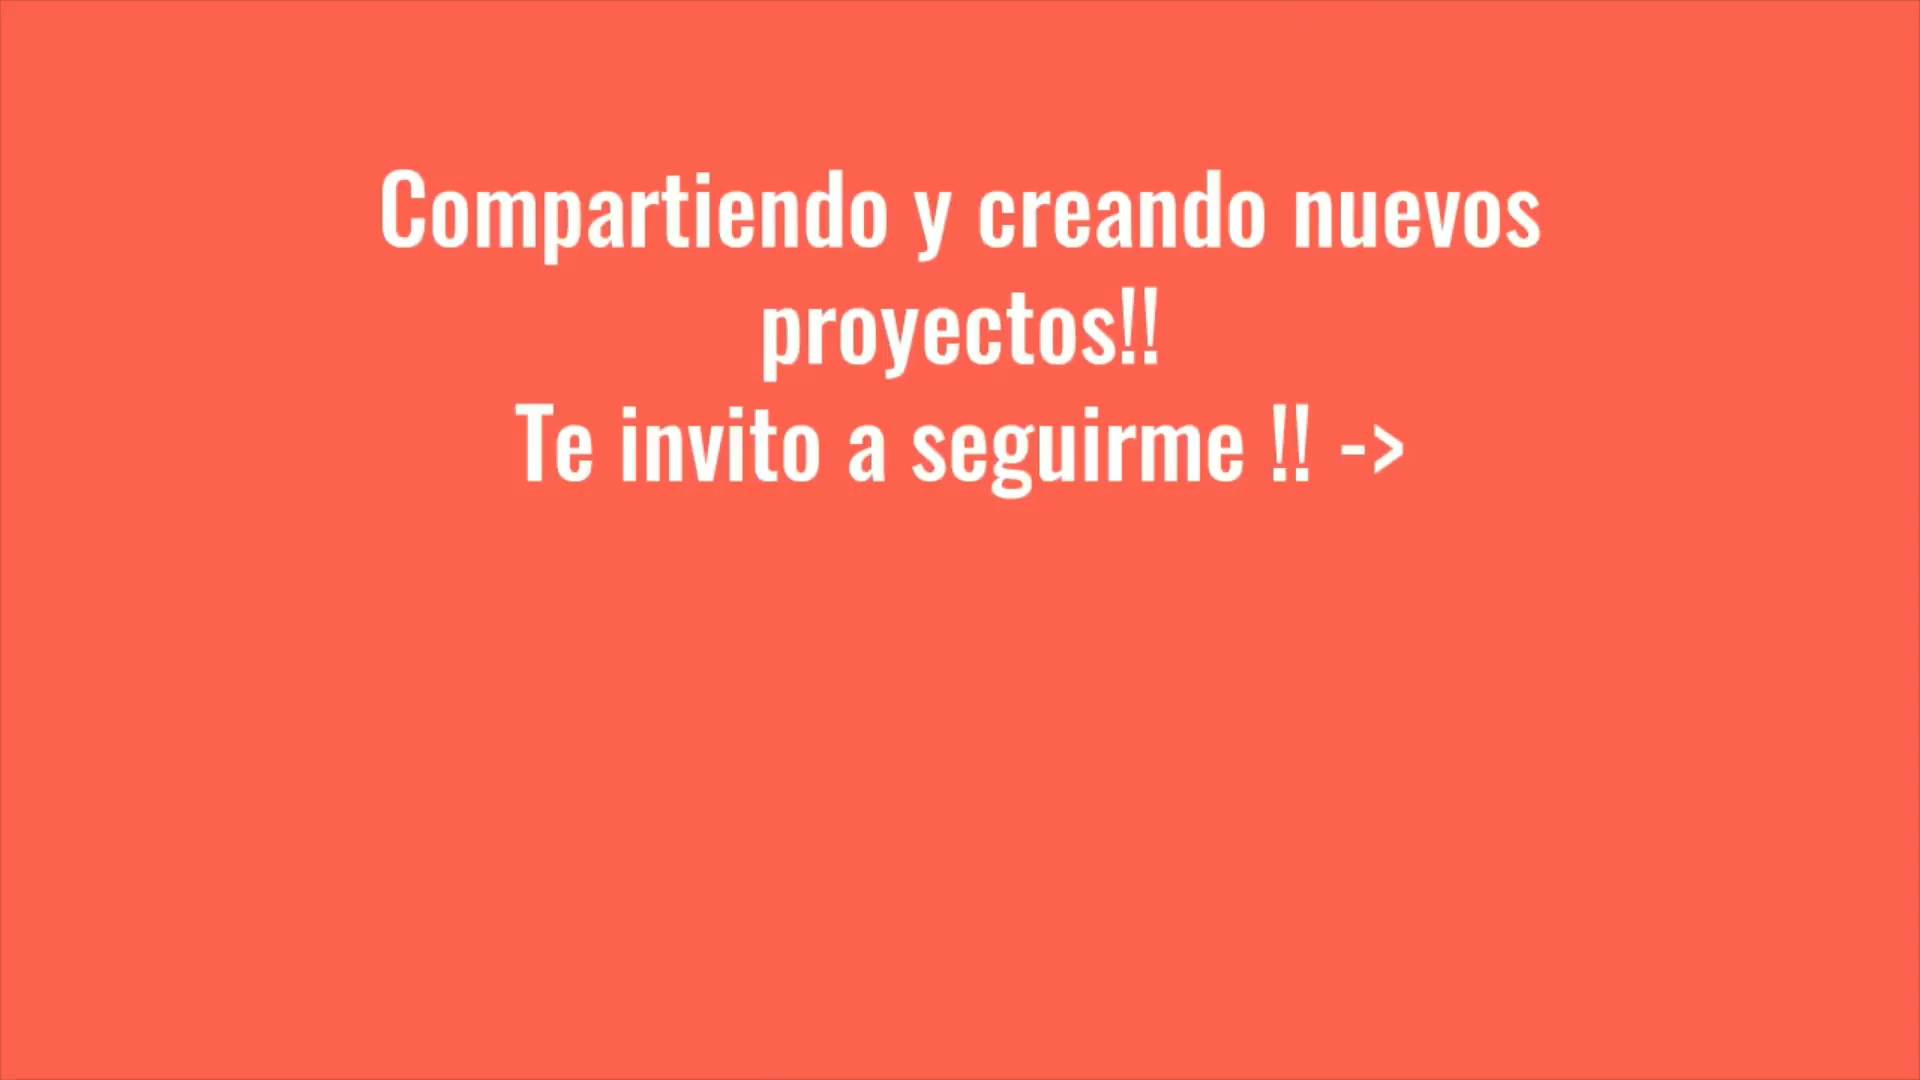 Compartiendo y creando nuevos
proyectos!!
Te invito a seguirme !! ->